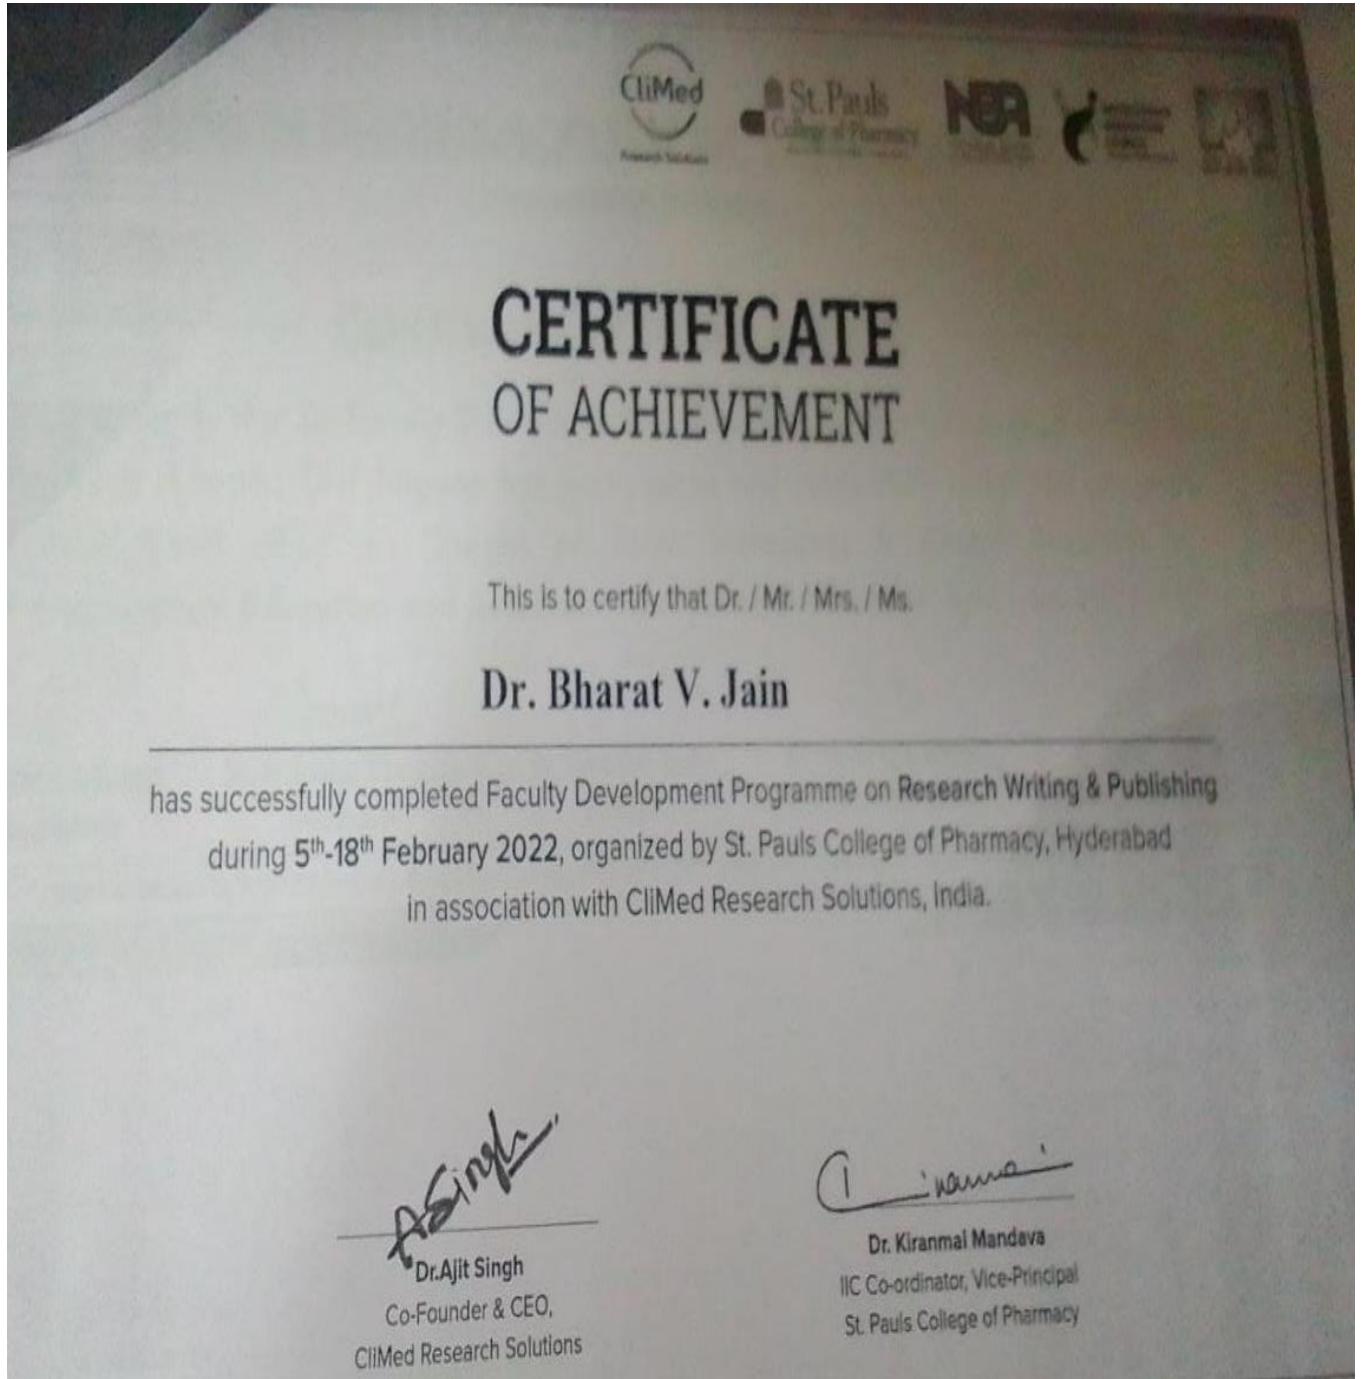 CliMed
Research Solutions
St. Pauls
College of Pharmacy
NBA
CERTIFICATE
OF ACHIEVEMENT
This is to certify that Dr. / Mr. / Mrs. / Ms.
Dr. Bharat V. Jain
has successfully completed Faculty Development Programme on Research Writing & Publishing
during 5th-18th February 2022, organized by St. Pauls College of Pharmacy, Hyderabad
in association with CliMed Research Solutions, India.
ASingh
Dr.Ajit Singh
Co-Founder & CEO,
CliMed Research Solutions
Dr. Kiranmai Mandava
IIC Co-ordinator, Vice-Principal
St. Pauls College of Pharmacy